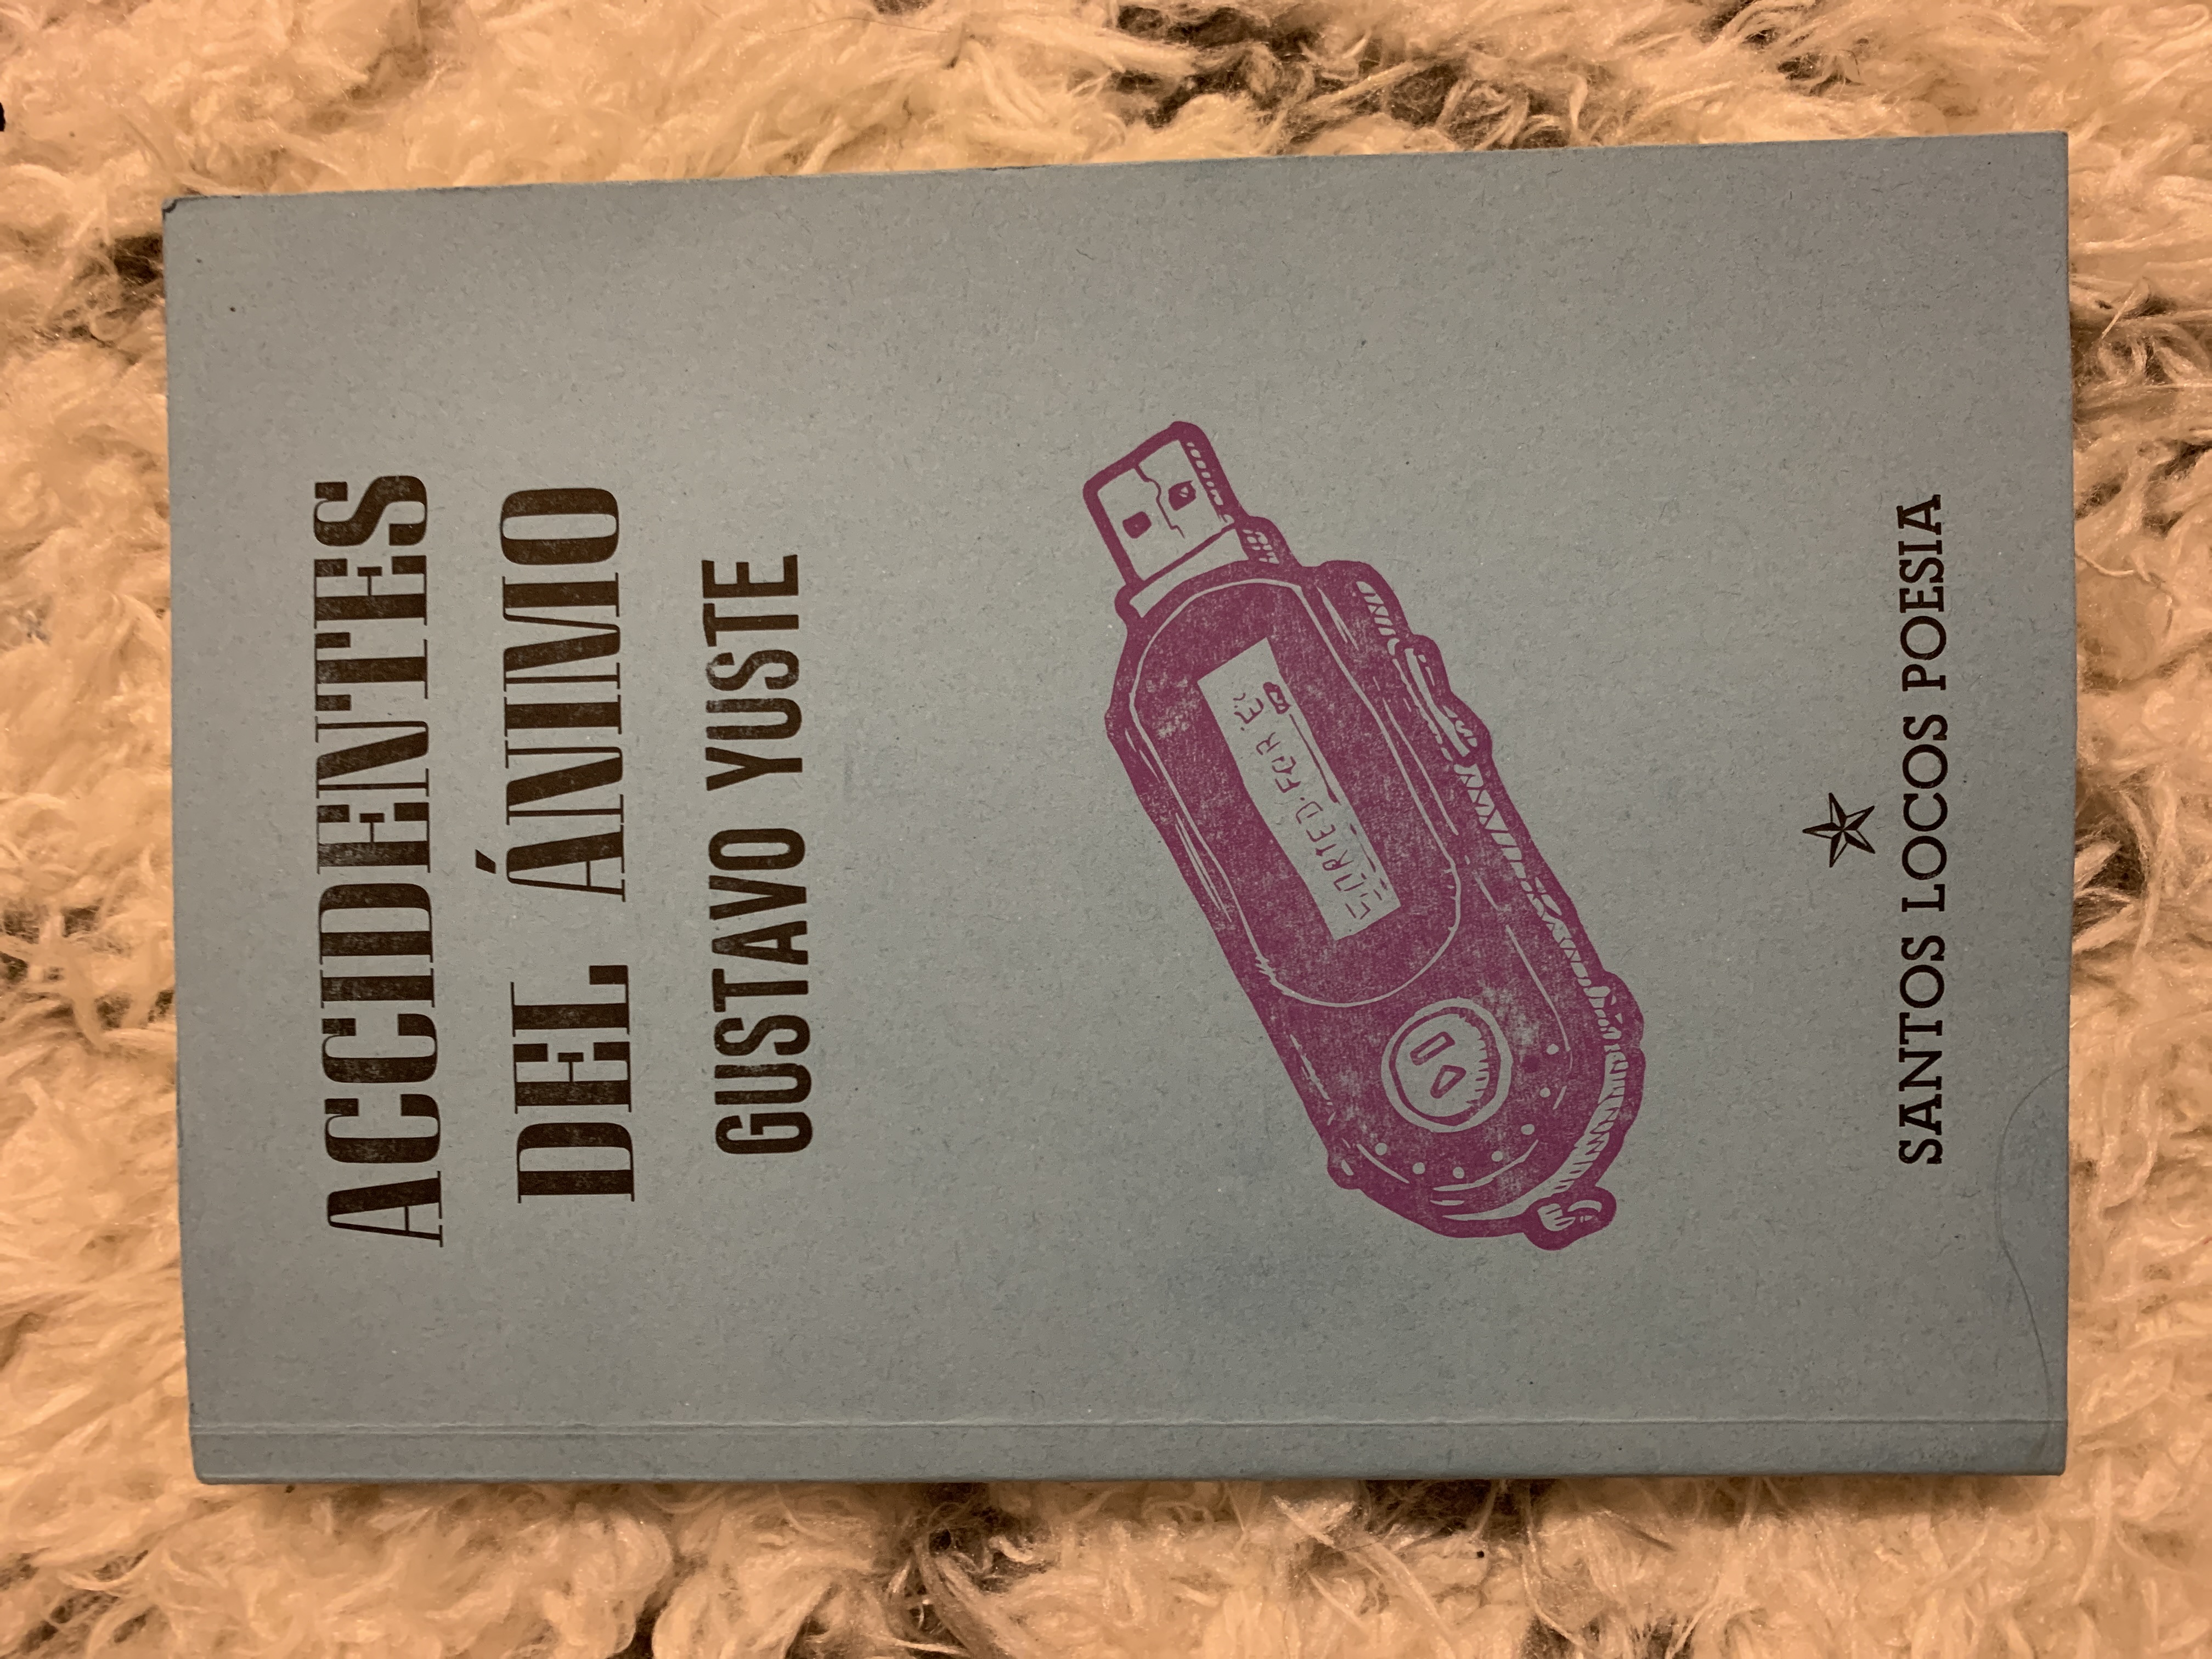 ACCIDENTES
DEL ÁNIMO
GUSTAVO YUSTE
SANTOS LOCOS POESIA